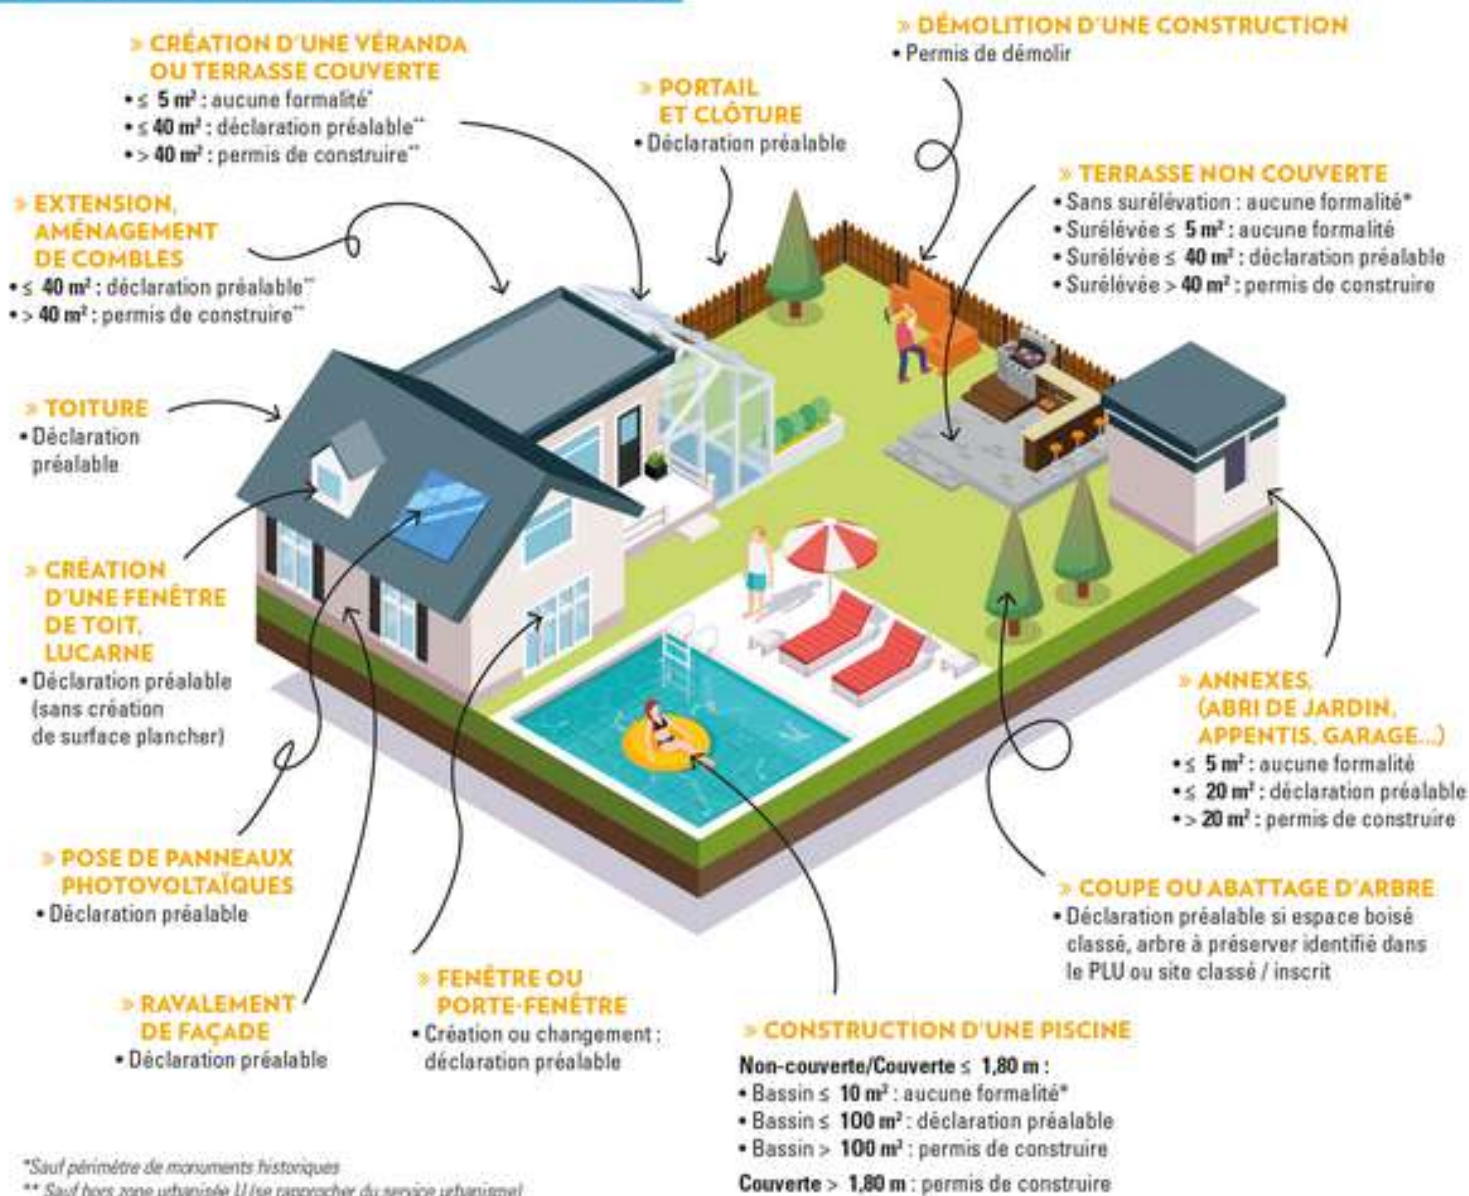 » CRÉATION D'UNE VÉRANDA
OU TERRASSE COUVERTE
• ≤ 5 m² : aucune formalité*
• ≤ 40 m² : déclaration préalable**
• > 40 m² : permis de construire**
» DÉMOLITION D'UNE CONSTRUCTION
• Permis de démolir
» PORTAIL
ET CLÔTURE
• Déclaration préalable
» TERRASSE NON COUVERTE
• Sans surélévation : aucune formalité*
• Surélevée ≤ 5 m² : aucune formalité
• Surélevée ≤ 40 m² : déclaration préalable
• Surélevée > 40 m² : permis de construire
» EXTENSION,
AMÉNAGEMENT
DE COMBLES
• ≤ 40 m² : déclaration préalable**
• > 40 m² : permis de construire**
» TOITURE
• Déclaration
préalable
» CRÉATION
D'UNE FENÊTRE
DE TOIT,
LUCARNE
• Déclaration préalable
(sans création
de surface plancher)
» ANNEXES,
(ABRI DE JARDIN,
APPENTIS, GARAGE...)
• ≤ 5 m² : aucune formalité
• ≤ 20 m² : déclaration préalable
• > 20 m² : permis de construire
» POSE DE PANNEAUX
PHOTOVOLTAÏQUES
• Déclaration préalable
» COUPE OU ABATTAGE D'ARBRE
• Déclaration préalable si espace boisé
classé, arbre à préserver identifié dans
le PLU ou site classé / inscrit
» RAVALEMENT
DE FAÇADE
• Déclaration préalable
» FENÊTRE OU
PORTE-FENÊTRE
• Création ou changement :
déclaration préalable
» CONSTRUCTION D'UNE PISCINE
Non-couverte/Couverte ≤ 1,80 m :
• Bassin ≤ 10 m² : aucune formalité*
• Bassin ≤ 100 m² : déclaration préalable
• Bassin > 100 m² : permis de construire
Couverte > 1,80 m : permis de construire
*Sauf périmètre de monuments historiques
** Sauf hors zone urbanisée U (se rapprocher du service urbanisme)